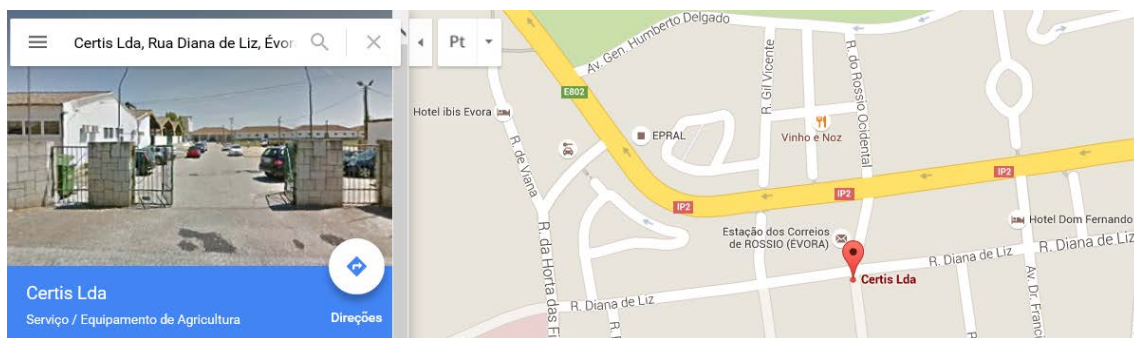 Certis Lda, Rua Diana de Liz, Évor
Pt
Certis Lda
Serviço / Equipamento de Agricultura
Direções
Av. Gen. Humberto Delgado
R. Gil Vicente
R. do Rossio Ocidental
E802
Hotel ibis Evora
EPRAL
Vinho e Noz
R. de Viana
IP2
IP2
IP2
Hotel Dom Fernando
Estação dos Correios
de ROSSIO (ÉVORA)
R. Diana de Liz
R. Diana de Liz
Certis Lda
R. da Horta das Fi
R. Diana de Liz
R.
Av. Dr. Franci